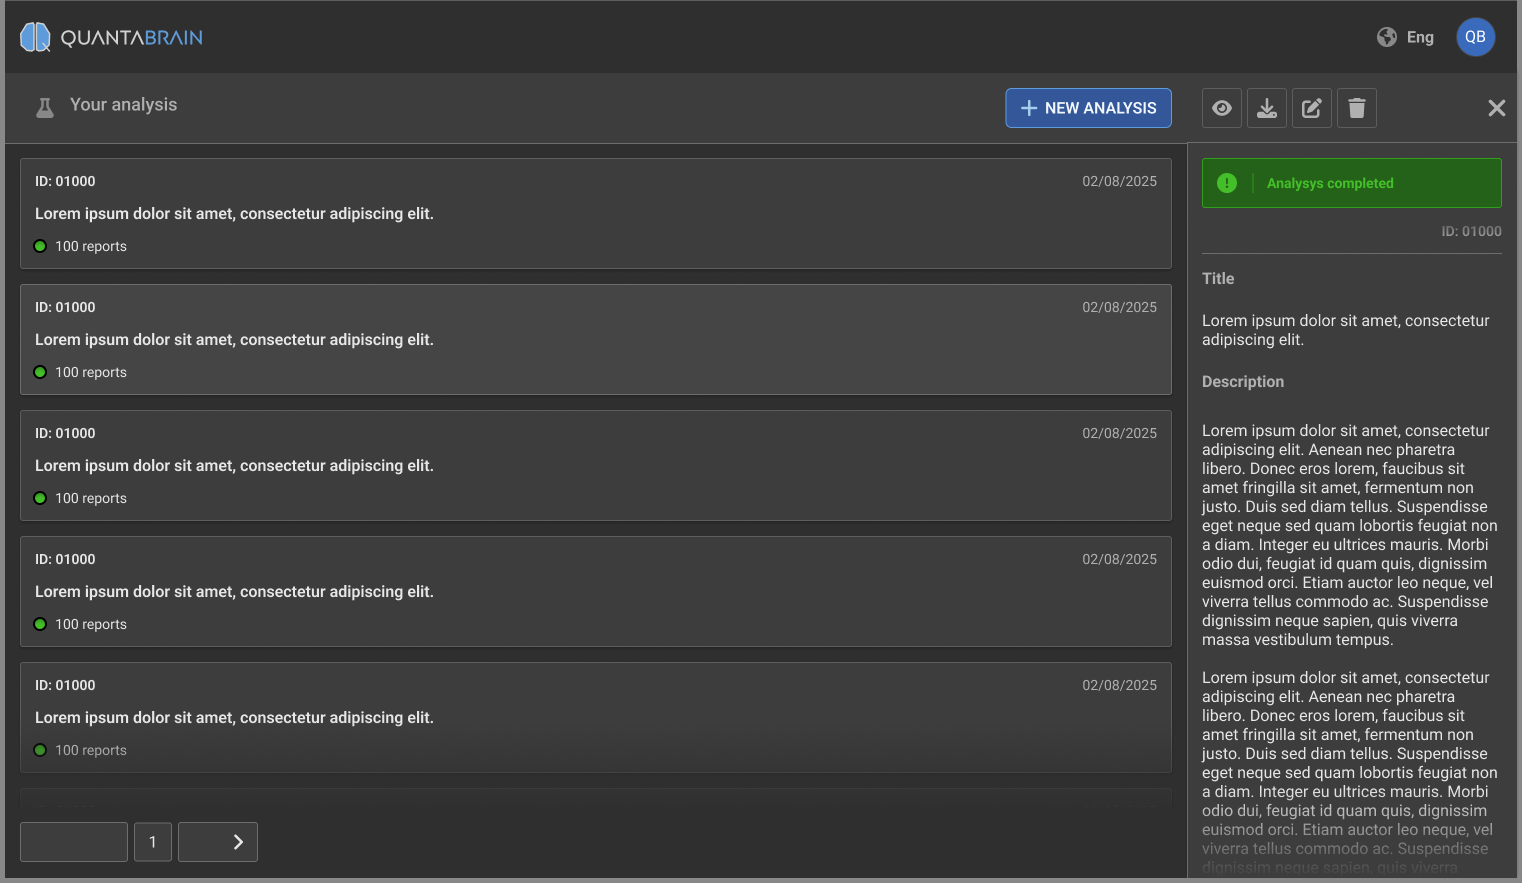 QUANTABRAIN
Eng
QB
Your analysis
NEW ANALYSIS
ID: 01000
02/08/2025
Lorem ipsum dolor sit amet, consectetur adipiscing elit.
100 reports
ID: 01000
02/08/2025
Lorem ipsum dolor sit amet, consectetur adipiscing elit.
100 reports
ID: 01000
02/08/2025
Lorem ipsum dolor sit amet, consectetur adipiscing elit.
100 reports
ID: 01000
02/08/2025
Lorem ipsum dolor sit amet, consectetur adipiscing elit.
100 reports
ID: 01000
02/08/2025
Lorem ipsum dolor sit amet, consectetur adipiscing elit.
100 reports
1
Analysys completed
ID: 01000
Title
Lorem ipsum dolor sit amet, consectetur
adipiscing elit.
Description
Lorem ipsum dolor sit amet, consectetur
adipiscing elit. Aenean nec pharetra
libero. Donec eros lorem, faucibus sit
amet fringilla sit amet, fermentum non
justo. Duis sed diam tellus. Suspendisse
eget neque sed quam lobortis feugiat non
a diam. Integer eu ultrices mauris. Morbi
odio dui, feugiat id quam quis, dignissim
euismod orci. Etiam auctor leo neque, vel
viverra tellus commodo ac. Suspendisse
dignissim neque sapien, quis viverra
massa vestibulum tempus.
Lorem ipsum dolor sit amet, consectetur
adipiscing elit. Aenean nec pharetra
libero. Donec eros lorem, faucibus sit
amet fringilla sit amet, fermentum non
justo. Duis sed diam tellus. Suspendisse
eget neque sed quam lobortis feugiat non
a diam. Integer eu ultrices mauris. Morbi
odio dui, feugiat id quam quis, dignissim
euismod orci. Etiam auctor leo neque, vel
viverra tellus commodo ac. Suspendisse
dignissim neque sapien, quis viverra